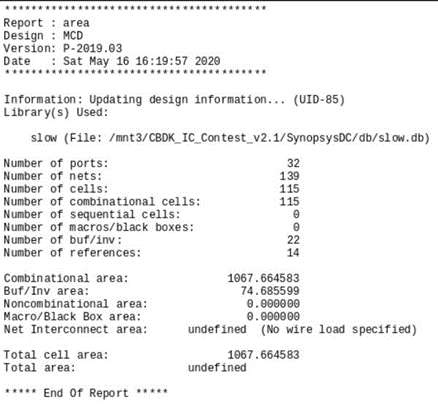 ****************************************
Report : area
Design : MCD
Version: P-2019.03
Date   : Sat May 16 16:19:57 2020
****************************************
Information: Updating design information... (UID-85)
Library(s) Used:
slow (File: /mnt3/CBDK_IC_Contest_v2.1/SynopsysDC/db/slow.db)
Number of ports: 32
Number of nets: 139
Number of cells: 115
Number of combinational cells: 115
Number of sequential cells: 0
Number of macros/black boxes: 0
Number of buf/inv: 22
Number of references: 14
Combinational area: 1067.664583
Buf/Inv area: 74.685599
Noncombinational area: 0.000000
Macro/Black Box area: 0.000000
Net Interconnect area: undefined (No wire load specified)
Total cell area: 1067.664583
Total area: undefined
***** End Of Report *****